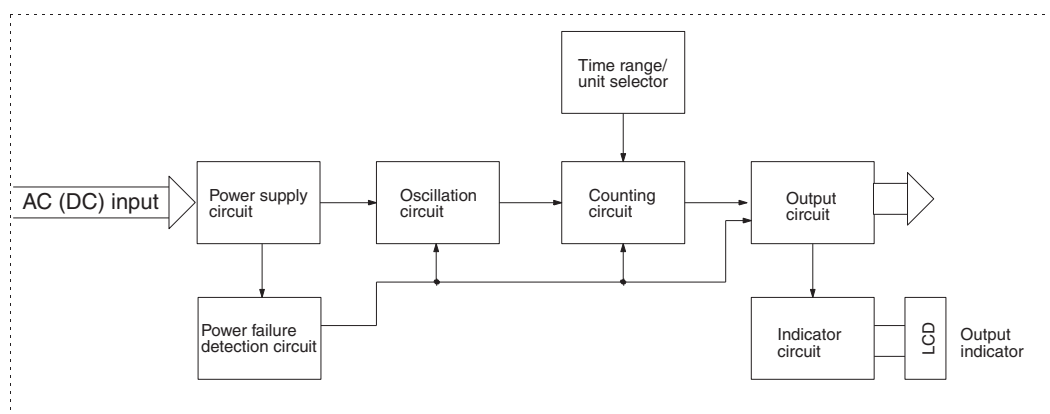 Time range/
unit selector
AC (DC) input
Power supply
circuit
Oscillation
circuit
Counting
circuit
Output
circuit
Power failure
detection circuit
Indicator
circuit
LCD
Output
indicator